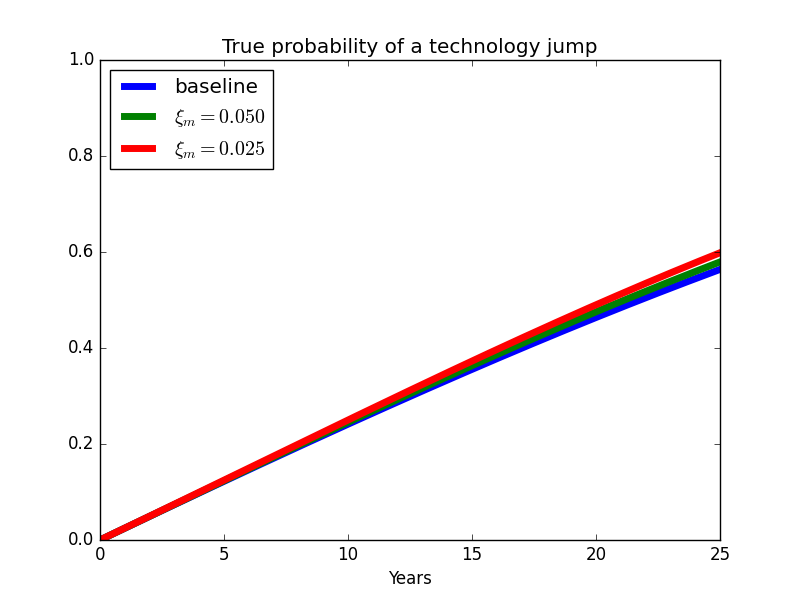 True probability of a technology jump
1.0
0.8
0.6
0.4
0.2
0.0
baseline
ξₘ = 0.050
ξₘ = 0.025
0 5 10 15 20 25
Years